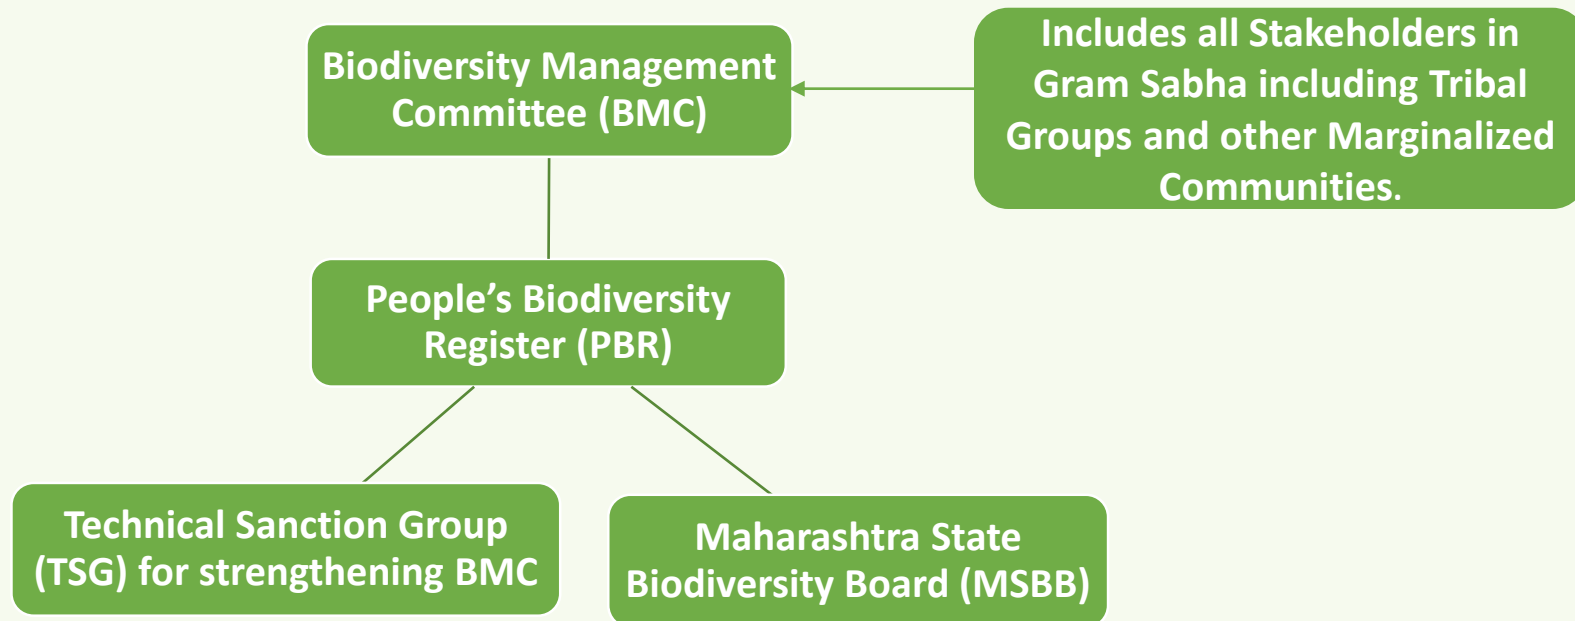 Biodiversity Management
Committee (BMC)
Includes all Stakeholders in
Gram Sabha including Tribal
Groups and other Marginalized
Communities.
People’s Biodiversity
Register (PBR)
Technical Sanction Group
(TSG) for strengthening BMC
Maharashtra State
Biodiversity Board (MSBB)